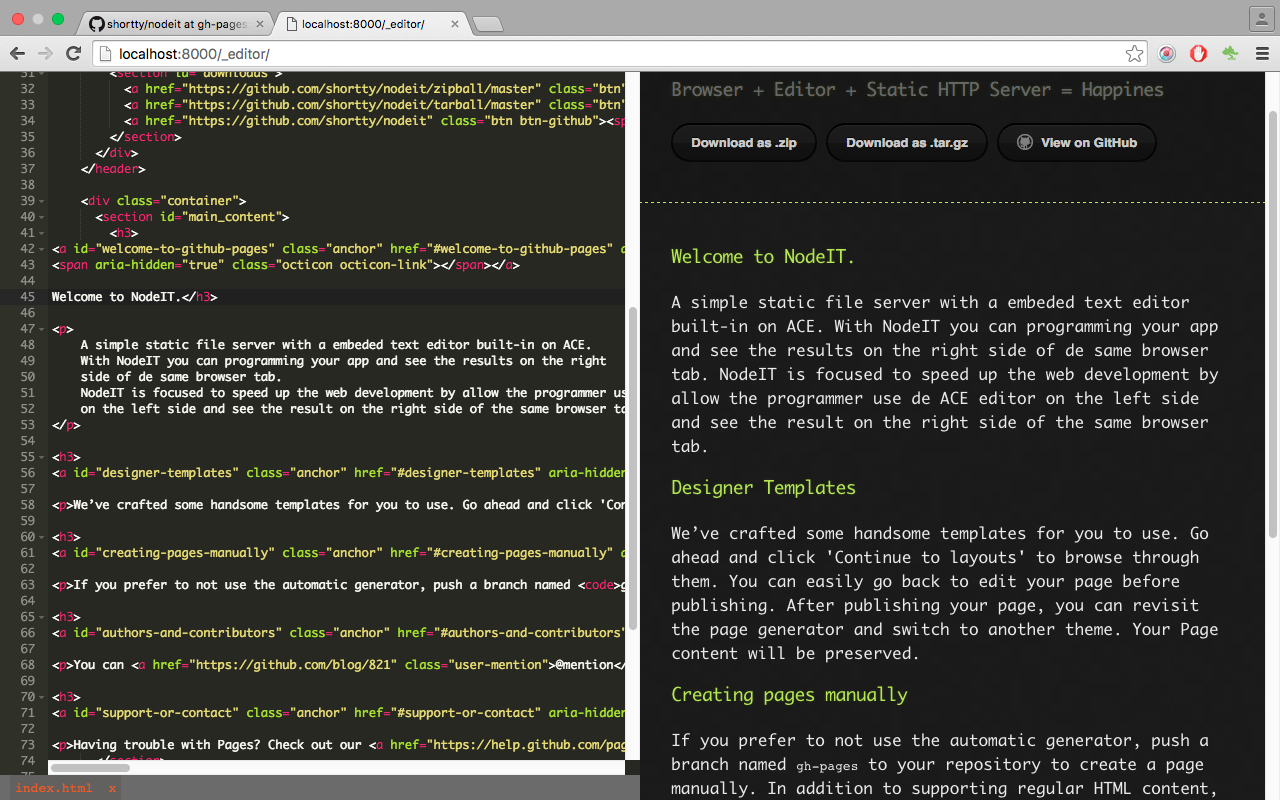 shortty/nodeit at gh-pages
localhost:8000/_editor/
localhost:8000/_editor/
31 <section id="downloads">
32 <a href="https://github.com/shortty/nodeit/zipball/master" class="btn"
33 <a href="https://github.com/shortty/nodeit/tarball/master" class="btn"
34 <a href="https://github.com/shortty/nodeit" class="btn btn-github"><sp
35 </section>
36 </div>
37 </header>
38
39 <div class="container">
40 <section id="main_content">
41 <h3>
42 <a id="welcome-to-github-pages" class="anchor" href="#welcome-to-github-pages" a
43 <span aria-hidden="true" class="octicon octicon-link"></span></a>
44
45 Welcome to NodeIT.</h3>
46
47 <p>
48 A simple static file server with a embeded text editor built-in on ACE.
49 With NodeIT you can programming your app and see the results on the right
50 side of de same browser tab.
51 NodeIT is focused to speed up the web development by allow the programmer us
52 on the left side and see the result on the right side of the same browser ta
53 </p>
54
55 <h3>
56 <a id="designer-templates" class="anchor" href="#designer-templates" aria-hidden
57
58 <p>We’ve crafted some handsome templates for you to use. Go ahead and click 'Con
59
60 <h3>
61 <a id="creating-pages-manually" class="anchor" href="#creating-pages-manually" a
62
63 <p>If you prefer to not use the automatic generator, push a branch named <code>g
64
65 <h3>
66 <a id="authors-and-contributors" class="anchor" href="#authors-and-contributors"
67
68 <p>You can <a href="https://github.com/blog/821" class="user-mention">@mention</
69
70 <h3>
71 <a id="support-or-contact" class="anchor" href="#support-or-contact" aria-hidden
72
73 <p>Having trouble with Pages? Check out our <a href="https://help.github.com/pag
74 </section>
75
index.html x
Browser + Editor + Static HTTP Server = Happines
Download as .zip
Download as .tar.gz
View on GitHub
Welcome to NodeIT.
A simple static file server with a embeded text editor
built-in on ACE. With NodeIT you can programming your app
and see the results on the right side of de same browser
tab. NodeIT is focused to speed up the web development by
allow the programmer use de ACE editor on the left side
and see the result on the right side of the same browser
tab.
Designer Templates
We’ve crafted some handsome templates for you to use. Go
ahead and click 'Continue to layouts' to browse through
them. You can easily go back to edit your page before
publishing. After publishing your page, you can revisit
the page generator and switch to another theme. Your Page
content will be preserved.
Creating pages manually
If you prefer to not use the automatic generator, push a
branch named gh-pages to your repository to create a page
manually. In addition to supporting regular HTML content,